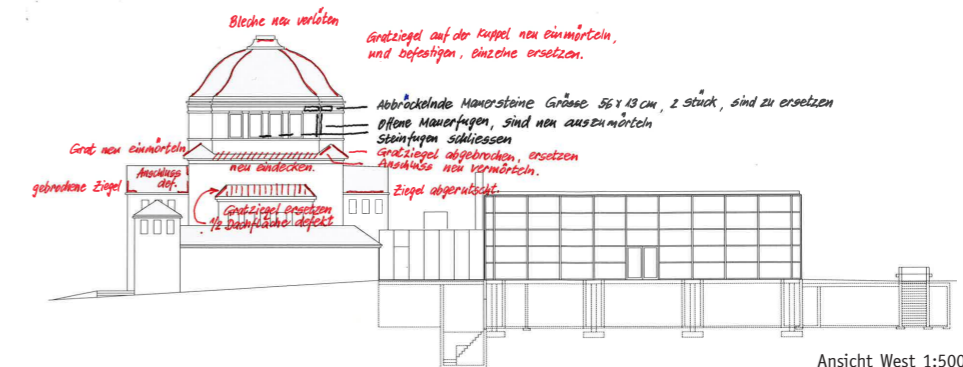 Bleche neu verlöten
Gratziegel auf der Kuppel neu einmörteln,
und befestigen, einzelne ersetzen.
Abbröckelnde Mauersteine Grösse 56 x 13 cm, 2 Stück, sind zu ersetzen
offene Mauerfugen, sind neu auszumörteln
Steinfugen schliessen
Grat neu einmörteln
Gratziegel abgebrochen, ersetzen
Anschluss neu vermörteln.
neu eindecken.
Anschluss
def.
gebrochene Ziegel
Ziegel abgerutscht.
Gratziegel ersetzen
1/2 Dachfläche defekt
Ansicht West 1:500